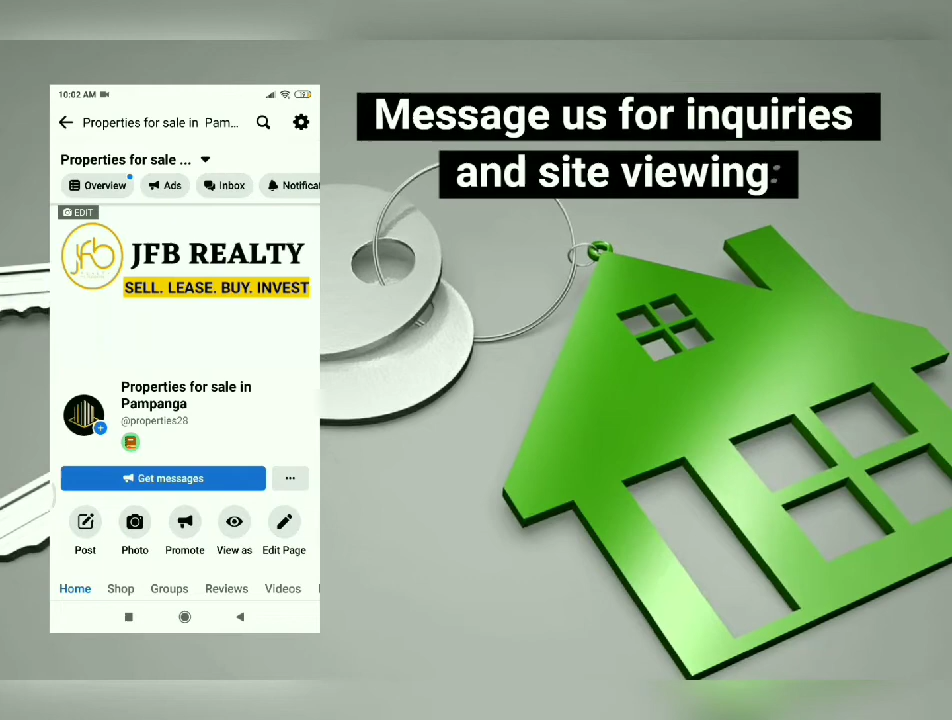 Message us for inquiries
and site viewing:
10:02 AM
Properties for sale in Pam...
Properties for sale ...
Overview
Ads
Inbox
Notificat
EDIT
jfb
JFB REALTY
SELL. LEASE. BUY. INVEST
Properties for sale in
Pampanga
@properties28
Get messages
...
Post
Photo
Promote
View as
Edit Page
Home
Shop
Groups
Reviews
Videos